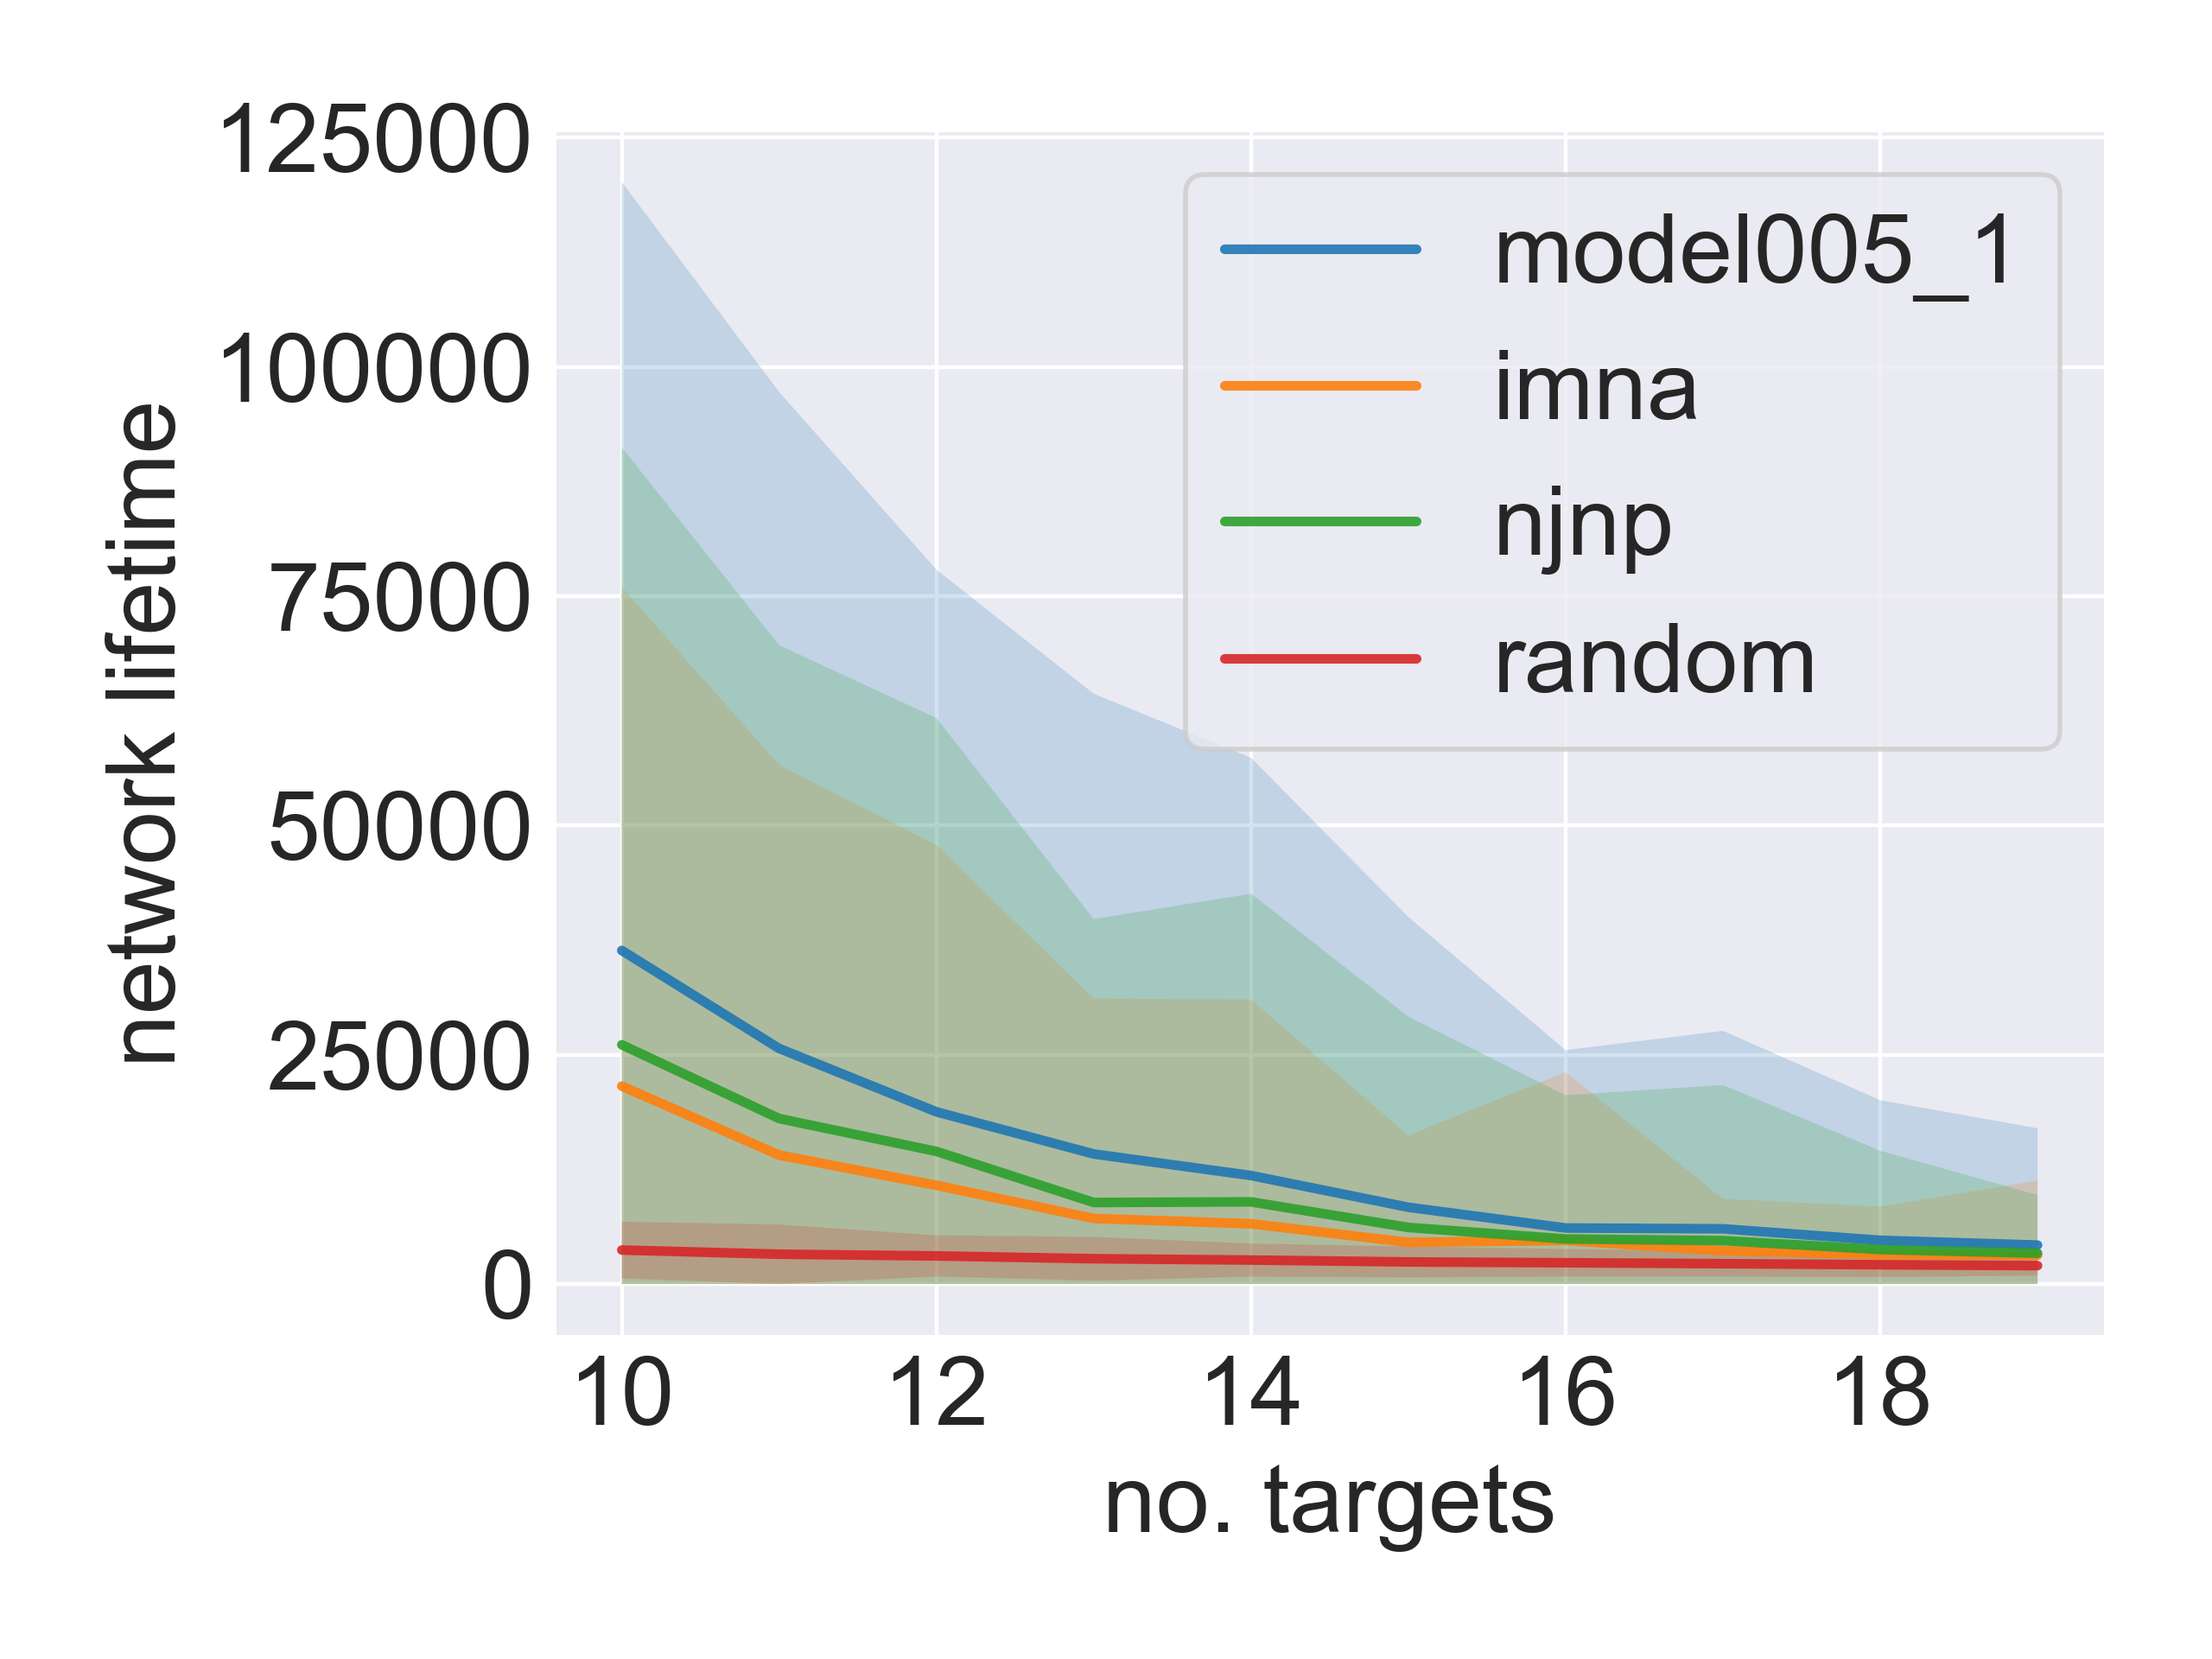 125000
100000
75000
50000
25000
0
network lifetime
model005_1
imna
njnp
random
10 12 14 16 18
no. targets